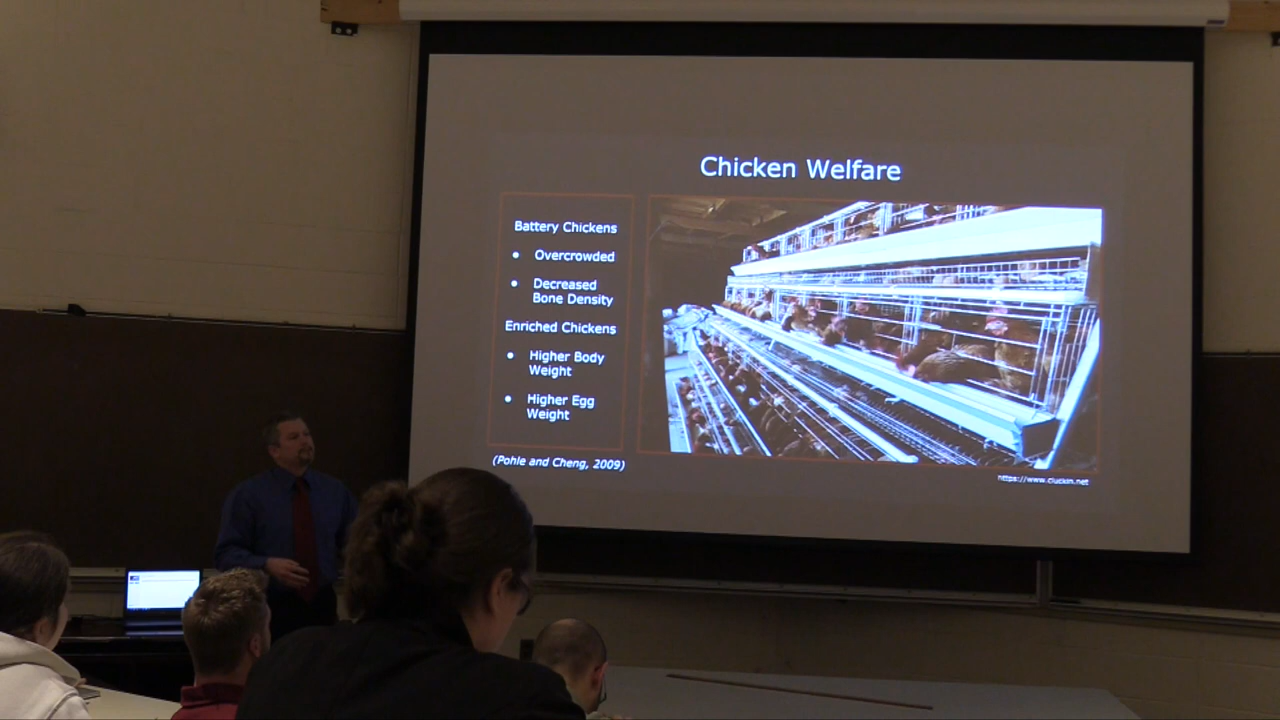 Chicken Welfare
Battery Chickens
• Overcrowded
• Decreased
Bone Density
Enriched Chickens
• Higher Body
Weight
• Higher Egg
Weight
(Pohle and Cheng, 2009)
https://www.cluckin.net